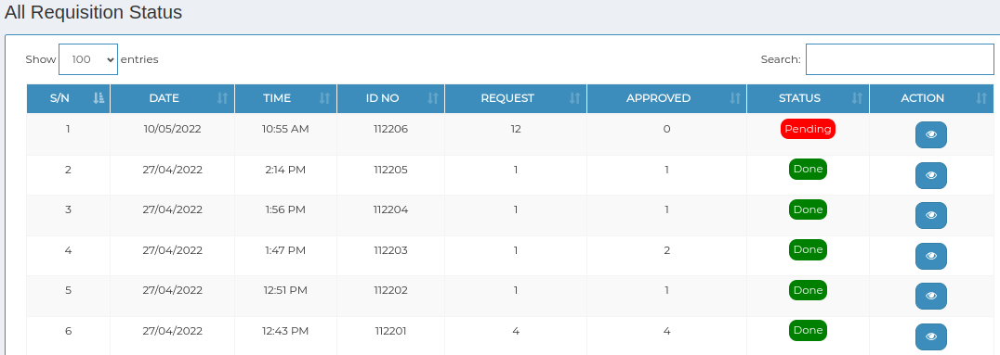 All Requisition Status
Show 100 entries Search:
S/N DATE TIME ID NO REQUEST APPROVED STATUS ACTION
1 10/05/2022 10:55 AM 112206 12 0 Pending
2 27/04/2022 2:14 PM 112205 1 1 Done
3 27/04/2022 1:56 PM 112204 1 1 Done
4 27/04/2022 1:47 PM 112203 1 2 Done
5 27/04/2022 12:51 PM 112202 1 1 Done
6 27/04/2022 12:43 PM 112201 4 4 Done